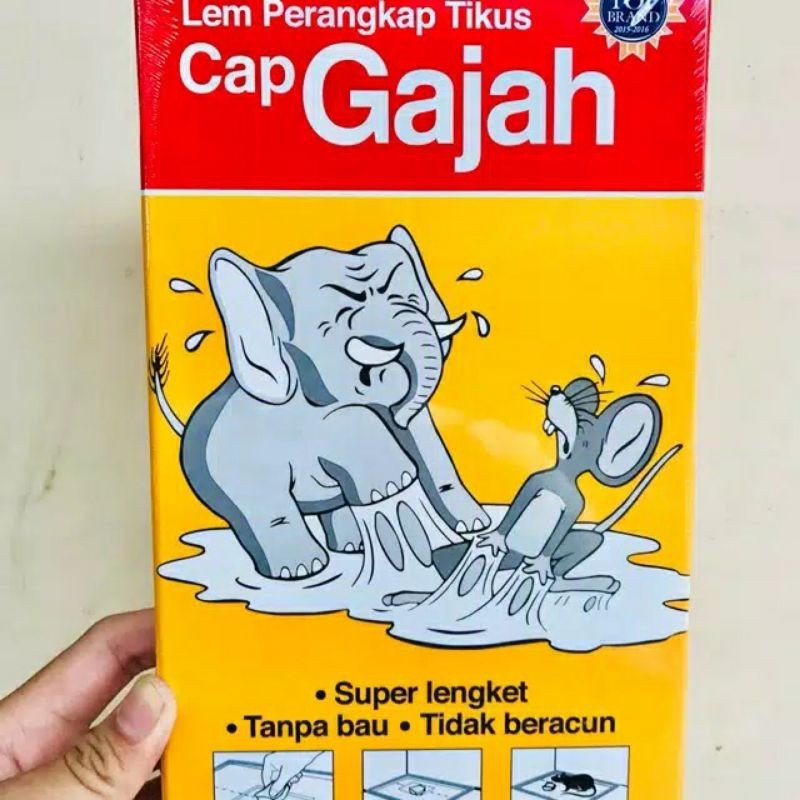 Lem Perangkap Tikus
TOP
BRAND
2015-2016
Cap Gajah
• Super lengket
• Tanpa bau • Tidak beracun